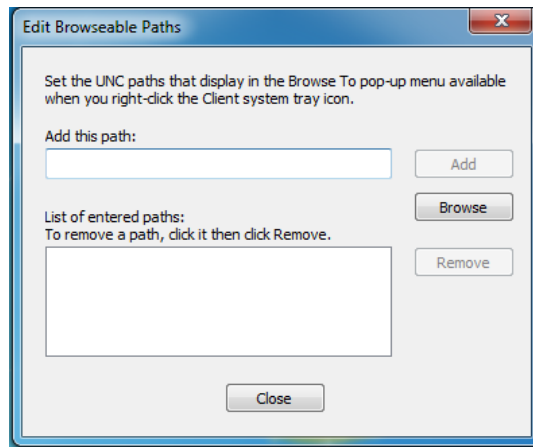 Edit Browseable Paths
Set the UNC paths that display in the Browse To pop-up menu available
when you right-click the Client system tray icon.
Add this path:
Add
Browse
List of entered paths:
To remove a path, click it then click Remove.
Remove
Close